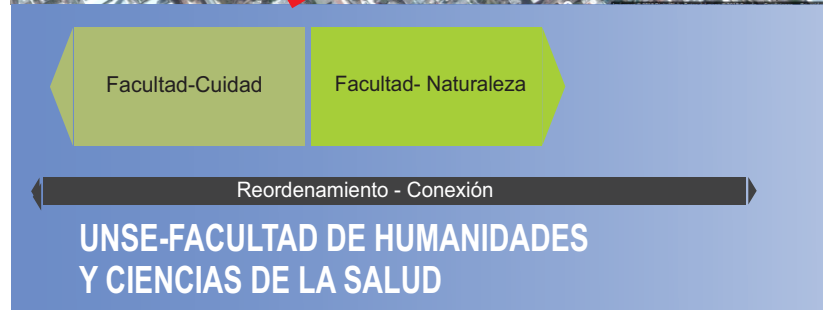 Facultad-Cuidad
Facultad- Naturaleza
Reordenamiento - Conexión
UNSE-FACULTAD DE HUMANIDADES
Y CIENCIAS DE LA SALUD